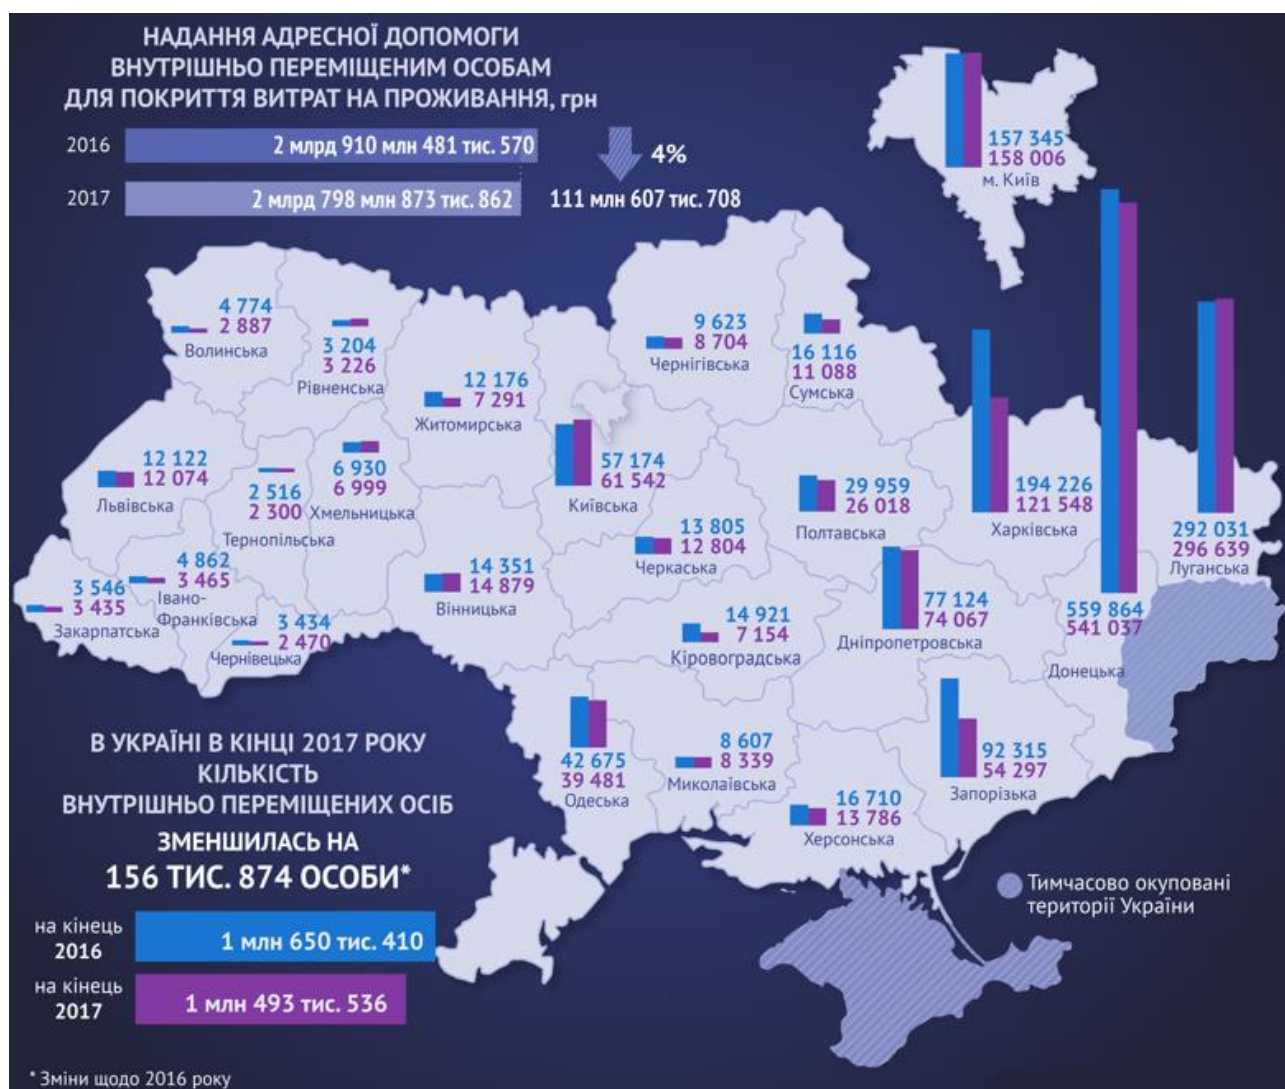 НАДАННЯ АДРЕСНОЇ ДОПОМОГИ
ВНУТРІШНЬО ПЕРЕМІЩЕНИМ ОСОБАМ
ДЛЯ ПОКРИТТЯ ВИТРАТ НА ПРОЖИВАННЯ, грн
2016
2 млрд 910 млн 481 тис. 570
4%
2017
2 млрд 798 млн 873 тис. 862
111 млн 607 тис. 708
157 345
158 006
м. Київ
4 774
2 887
Волинська
3 204
3 226
Рівненська
12 176
7 291
Житомирська
9 623
8 704
Чернігівська
16 116
11 088
Сумська
12 122
12 074
Львівська
2 516
2 300
Тернопільська
6 930
6 999
Хмельницька
57 174
61 542
Київська
13 805
12 804
Черкаська
29 959
26 018
Полтавська
194 226
121 548
Харківська
292 031
296 639
Луганська
3 546
3 435
Закарпатська
4 862
3 465
Івано-
Франківська
3 434
2 470
Чернівецька
14 351
14 879
Вінницька
14 921
7 154
Кіровоградська
77 124
74 067
Дніпропетровська
559 864
541 037
Донецька
42 675
39 481
Одеська
8 607
8 339
Миколаївська
16 710
13 786
Херсонська
92 315
54 297
Запорізька
В УКРАЇНІ В КІНЦІ 2017 РОКУ
КІЛЬКІСТЬ
ВНУТРІШНЬО ПЕРЕМІЩЕНИХ ОСІБ
ЗМЕНШИЛАСЬ НА
156 ТИС. 874 ОСОБИ*
на кінець
2016
1 млн 650 тис. 410
на кінець
2017
1 млн 493 тис. 536
Тимчасово окуповані
території України
* Зміни щодо 2016 року